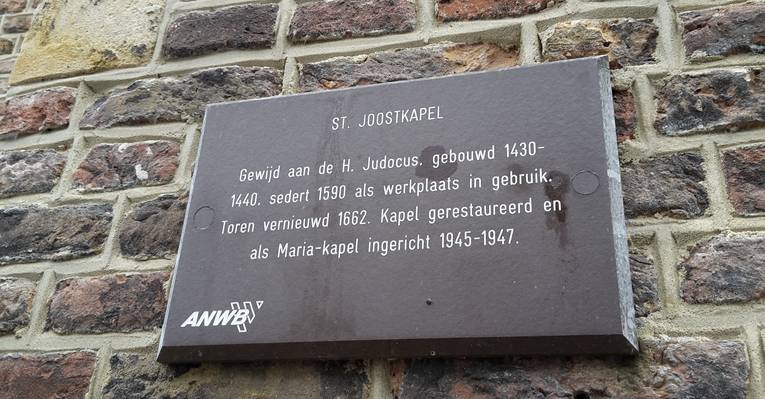 ST. JOOSTKAPEL
Gewijd aan de H. Judocus, gebouwd 1430-
1440, sedert 1590 als werkplaats in gebruik.
Toren vernieuwd 1662. Kapel gerestaureerd en
als Maria-kapel ingericht 1945-1947.
ANWB